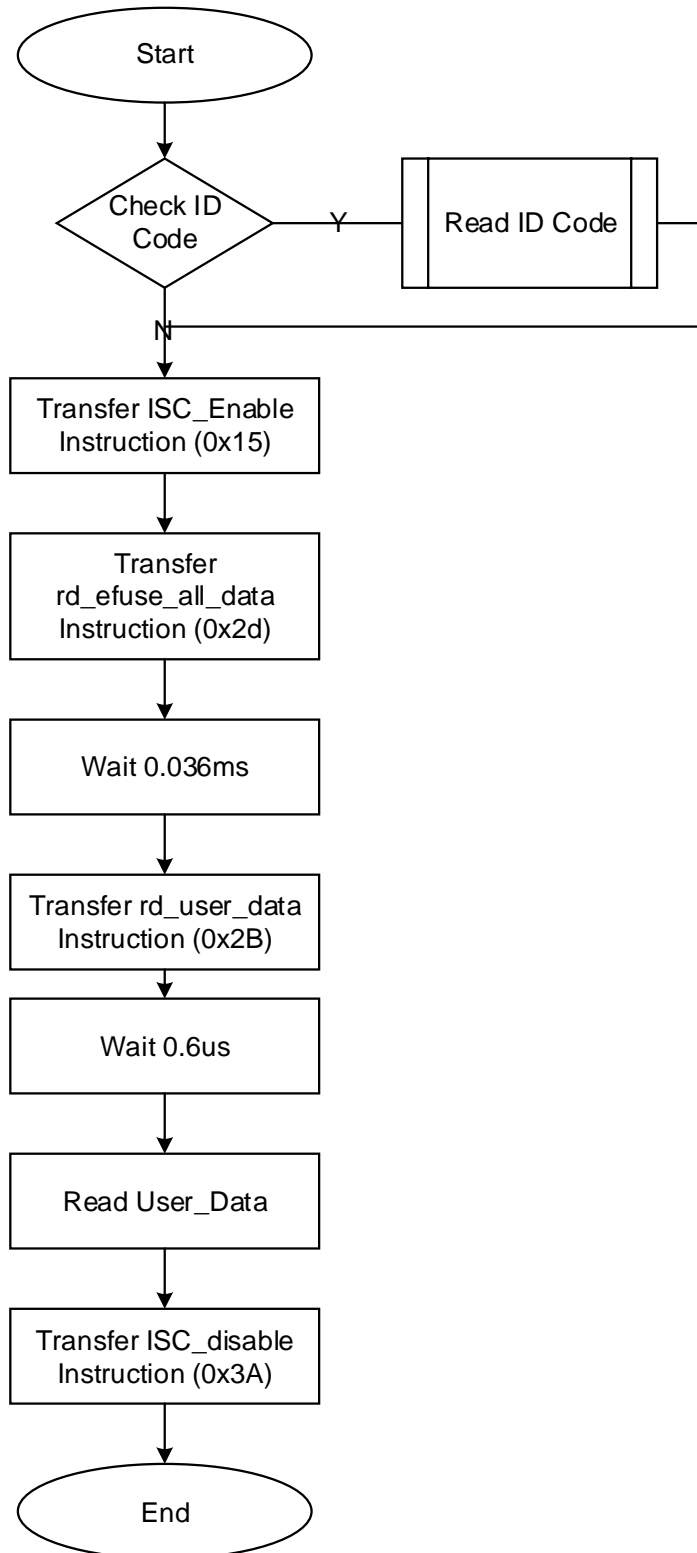 Start
Check ID
Code
Y
Read ID Code
N
Transfer ISC_Enable
Instruction (0x15)
Transfer
rd_efuse_all_data
Instruction (0x2d)
Wait 0.036ms
Transfer rd_user_data
Instruction (0x2B)
Wait 0.6us
Read User_Data
Transfer ISC_disable
Instruction (0x3A)
End